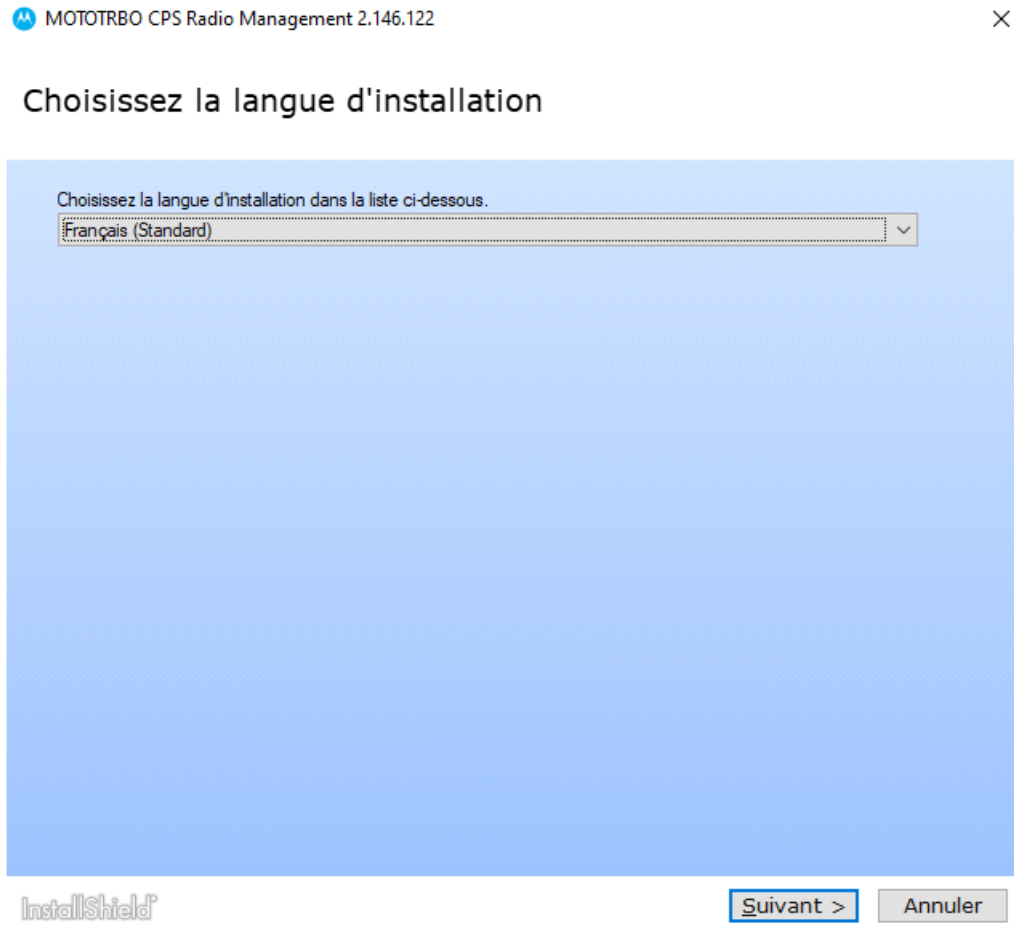 MOTOTRBO CPS Radio Management 2.146.122
Choisissez la langue d'installation
Choisissez la langue d'installation dans la liste ci-dessous.
Français (Standard)
InstallShield
Suivant >
Annuler